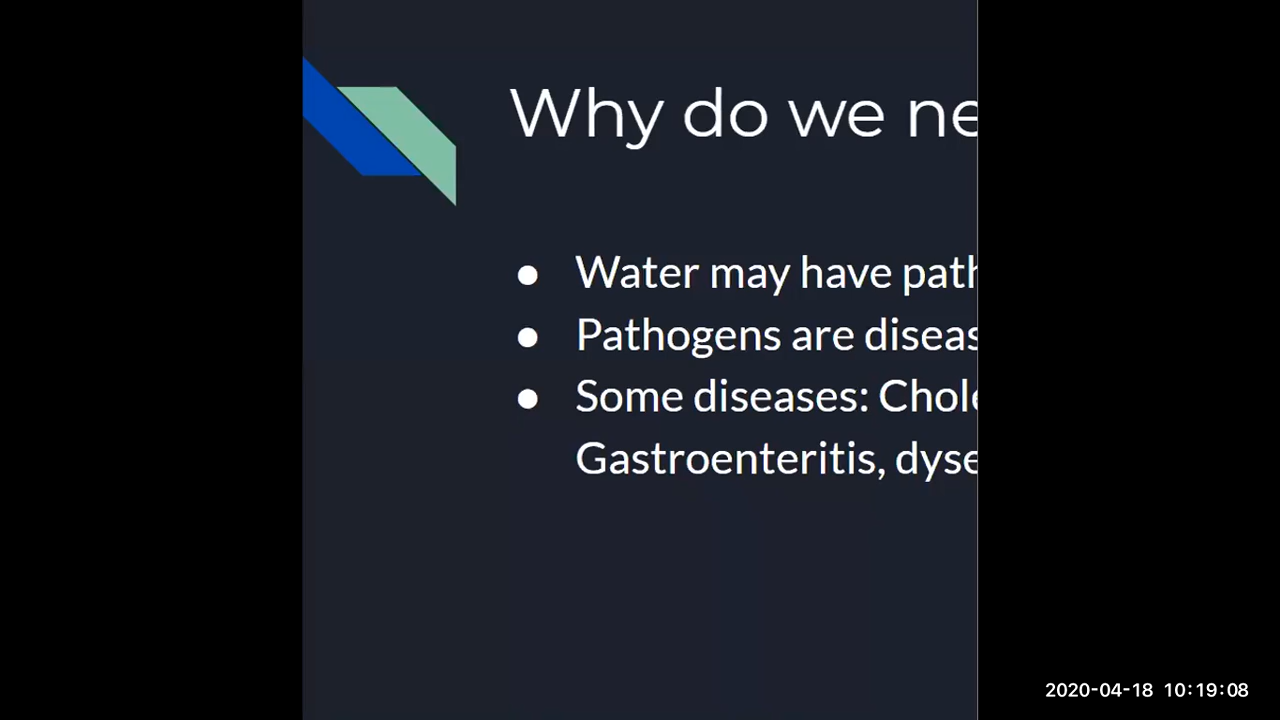 Why do we ne
● Water may have path
● Pathogens are diseas
● Some diseases: Chole
Gastroenteritis, dyse
2020-04-18 10:19:08